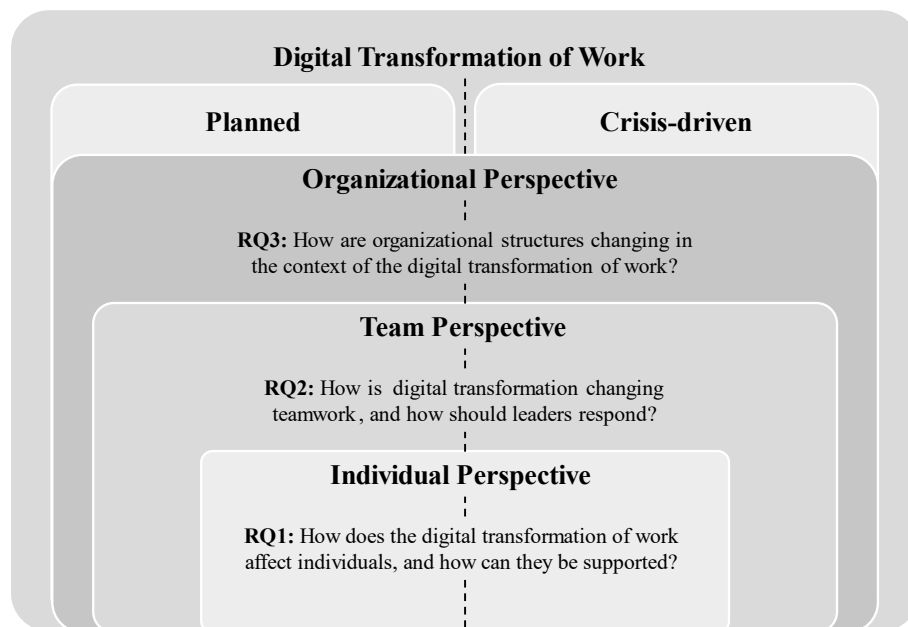 Digital Transformation of Work
Planned
Crisis-driven
Organizational Perspective
RQ3: How are organizational structures changing in
the context of the digital transformation of work?
Team Perspective
RQ2: How is digital transformation changing
teamwork, and how should leaders respond?
Individual Perspective
RQ1: How does the digital transformation of work
affect individuals, and how can they be supported?